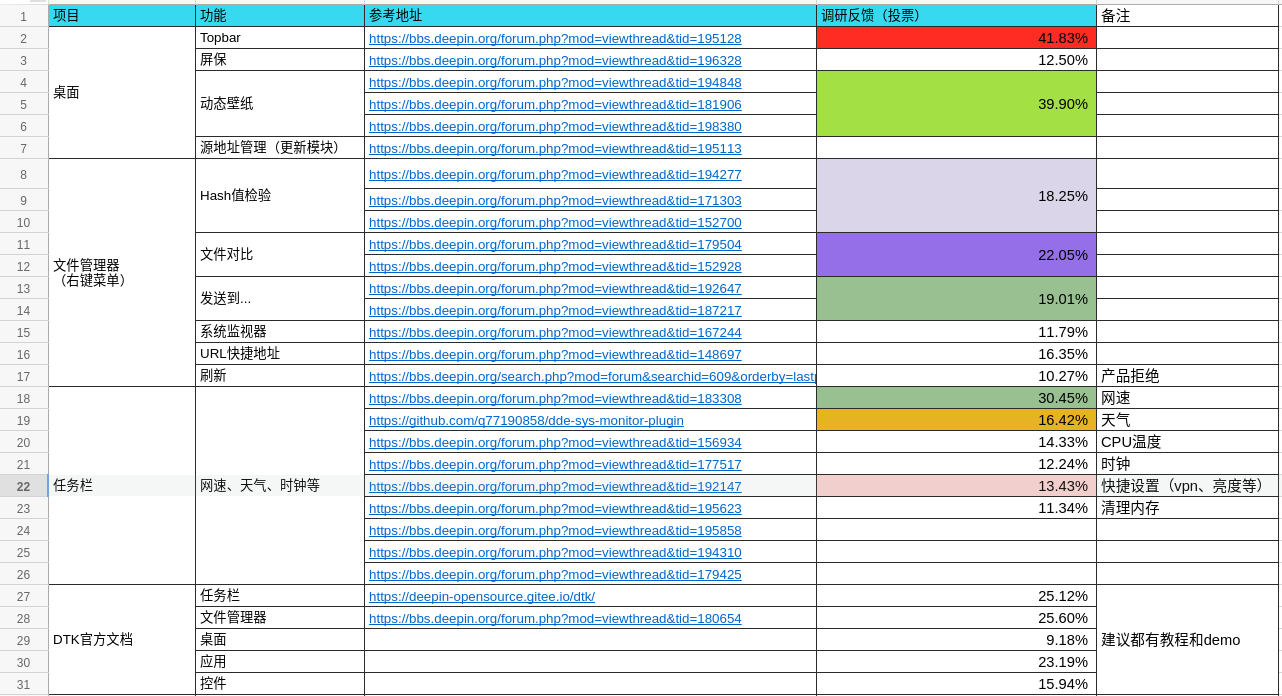 1 项目 功能 参考地址 调研反馈（投票） 备注
2 Topbar https://bbs.deepin.org/forum.php?mod=viewthread&tid=195128 41.83%
3 屏保 https://bbs.deepin.org/forum.php?mod=viewthread&tid=196328 12.50%
4 https://bbs.deepin.org/forum.php?mod=viewthread&tid=194848
5 桌面 动态壁纸 https://bbs.deepin.org/forum.php?mod=viewthread&tid=181906 39.90%
6 https://bbs.deepin.org/forum.php?mod=viewthread&tid=198380
7 源地址管理（更新模块） https://bbs.deepin.org/forum.php?mod=viewthread&tid=195113
8 https://bbs.deepin.org/forum.php?mod=viewthread&tid=194277
9 Hash值检验 https://bbs.deepin.org/forum.php?mod=viewthread&tid=171303 18.25%
10 https://bbs.deepin.org/forum.php?mod=viewthread&tid=152700
11 https://bbs.deepin.org/forum.php?mod=viewthread&tid=179504
文件对比 22.05%
12 文件管理器 https://bbs.deepin.org/forum.php?mod=viewthread&tid=152928
（右键菜单）
13 https://bbs.deepin.org/forum.php?mod=viewthread&tid=192647
发送到... 19.01%
14 https://bbs.deepin.org/forum.php?mod=viewthread&tid=187217
15 系统监视器 https://bbs.deepin.org/forum.php?mod=viewthread&tid=167244 11.79%
16 URL快捷地址 https://bbs.deepin.org/forum.php?mod=viewthread&tid=148697 16.35%
17 刷新 https://bbs.deepin.org/search.php?mod=forum&searchid=609&orderby=last 10.27% 产品拒绝
18 https://bbs.deepin.org/forum.php?mod=viewthread&tid=183308 30.45% 网速
19 https://github.com/q77190858/dde-sys-monitor-plugin 16.42% 天气
20 https://bbs.deepin.org/forum.php?mod=viewthread&tid=156934 14.33% CPU温度
21 https://bbs.deepin.org/forum.php?mod=viewthread&tid=177517 12.24% 时钟
22 任务栏 网速、天气、时钟等 https://bbs.deepin.org/forum.php?mod=viewthread&tid=192147 13.43% 快捷设置（vpn、亮度等）
23 https://bbs.deepin.org/forum.php?mod=viewthread&tid=195623 11.34% 清理内存
24 https://bbs.deepin.org/forum.php?mod=viewthread&tid=195858
25 https://bbs.deepin.org/forum.php?mod=viewthread&tid=194310
26 https://bbs.deepin.org/forum.php?mod=viewthread&tid=179425
27 任务栏 https://deepin-opensource.gitee.io/dtk/ 25.12%
28 文件管理器 https://bbs.deepin.org/forum.php?mod=viewthread&tid=180654 25.60%
29 DTK官方文档 桌面 9.18% 建议都有教程和demo
30 应用 23.19%
31 控件 15.94%